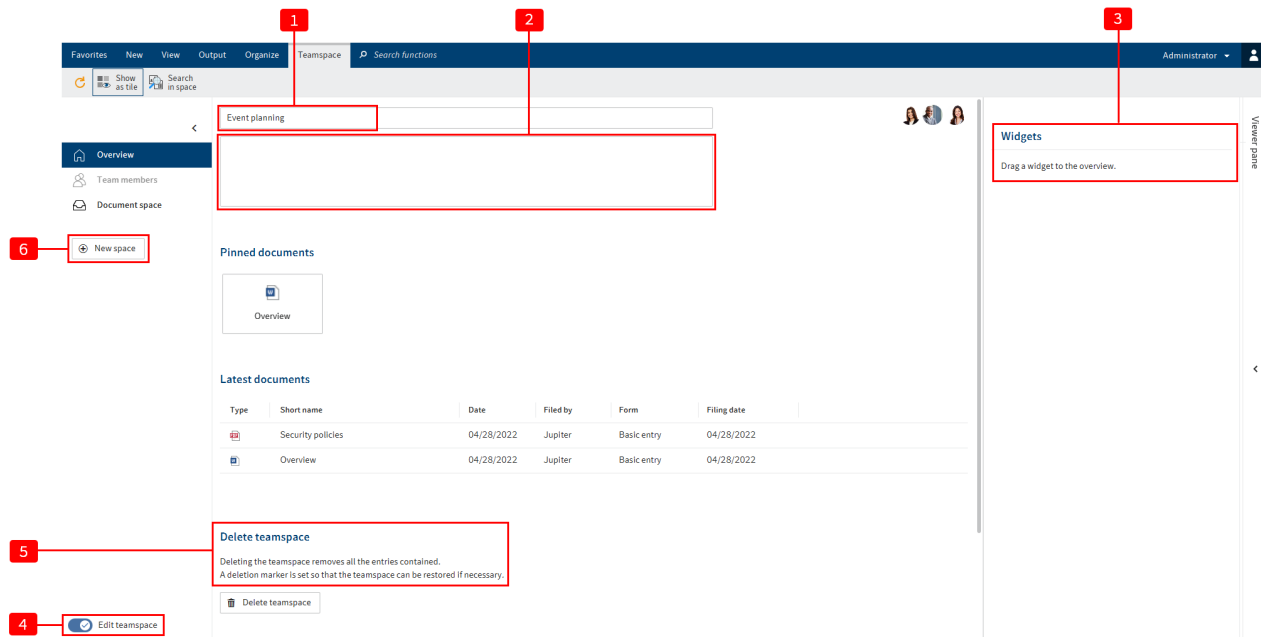 1
2
3
Favorites New View Output Organize Teamspace Search functions Administrator
Show as tile
Search in space
Event planning
Widgets
Drag a widget to the overview.
Viewer pane
Overview
Team members
Document space
6
New space
Pinned documents
Overview
Latest documents
Type Short name Date Filed by Form Filing date
Security policies 04/28/2022 Jupiter Basic entry 04/28/2022
Overview 04/28/2022 Jupiter Basic entry 04/28/2022
5
Delete teamspace
Deleting the teamspace removes all the entries contained.
A deletion marker is set so that the teamspace can be restored if necessary.
Delete teamspace
4
Edit teamspace